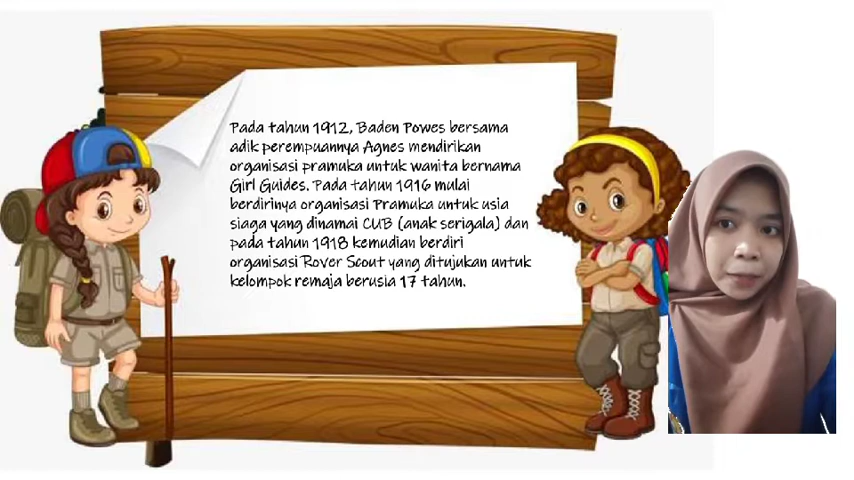 Pada tahun 1912, Baden Powes bersama
adik perempuannya Agnes mendirikan
organisasi pramuka untuk wanita bernama
Girl Guides. Pada tahun 1916 mulai
berdirinya organisasi Pramuka untuk usia
siaga yang dinamai CUB (anak serigala) dan
pada tahun 1918 kemudian berdiri
organisasi Rover Scout yang ditujukan untuk
kelompok remaja berusia 17 tahun.